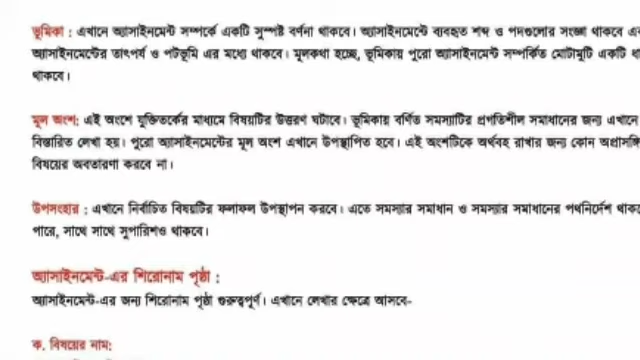 ভূমিকা : এখানে অ্যাসাইনমেন্ট সম্পর্কে একটি সুস্পষ্ট বর্ণনা থাকবে। অ্যাসাইনমেন্টে ব্যবহৃত শব্দ ও পদগুলোর সংজ্ঞা থাকবে
অ্যাসাইনমেন্টের তাৎপর্য ও পটভূমি এর মধ্যে থাকবে। মূলকথা হচ্ছে, ভূমিকায় পুরো অ্যাসাইনমেন্ট সম্পর্কিত মোটামুটি একটি
থাকবে।
মূল অংশ: এই অংশে যুক্তিতর্কের মাধ্যমে বিষয়টির উত্তরণ ঘটাবে। ভূমিকায় বর্ণিত সমস্যাটির প্রগতিশীল সমাধানের জন্য এখানে
বিস্তারিত লেখা হয়। পুরো অ্যাসাইনমেন্টের মূল অংশ এখানে উপস্থাপিত হবে। এই অংশটিকে অর্থবহ রাখার জন্য কোন
বিষয়ের অবতারণা করবে না।
উপসংহার : এখানে নির্বাচিত বিষয়টির ফলাফল উপস্থাপন করবে। এতে সমস্যার সমাধান ও সমস্যার সমাধানের পথনির্দেশ
পারে, সাথে সাথে সুপারিশও থাকবে।
অ্যাসাইনমেন্ট-এর শিরোনাম পৃষ্ঠা :
অ্যাসাইনমেন্ট-এর জন্য শিরোনাম পৃষ্ঠা গুরুত্বপূর্ণ। এখানে লেখার ক্ষেত্রে আসবে-
ক. বিষয়ের নাম: